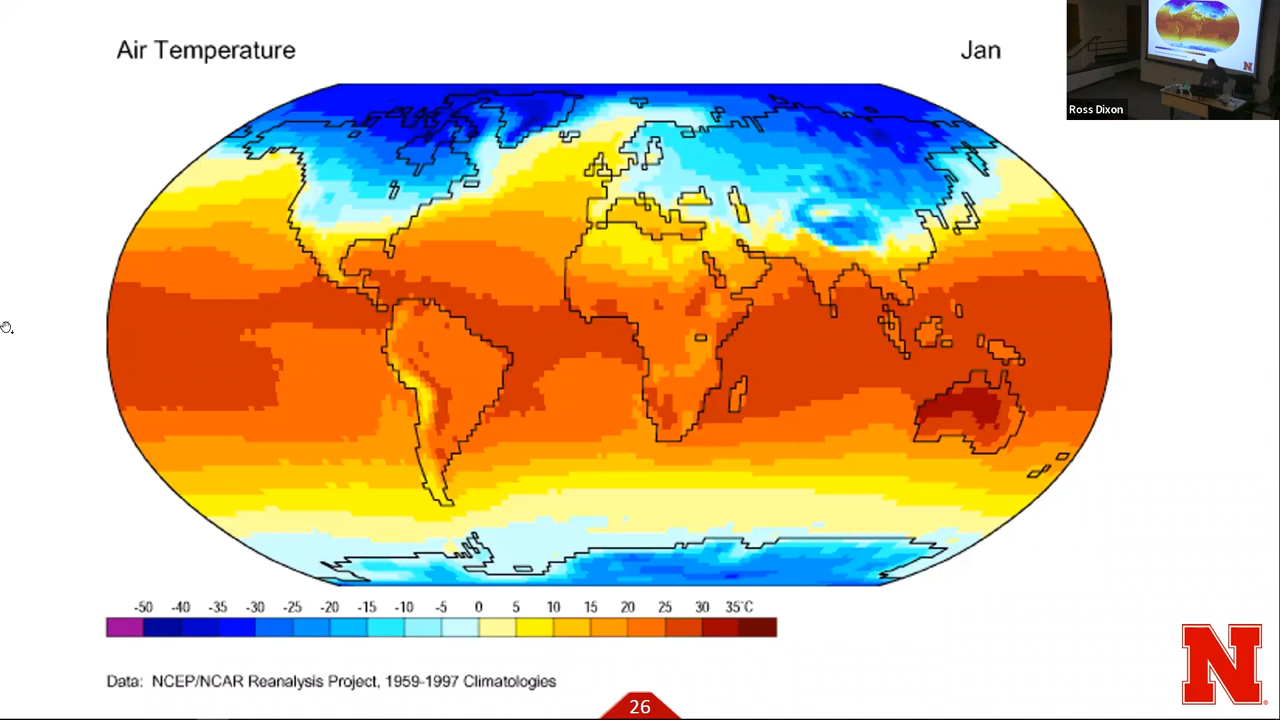 Air Temperature
Jan
Ross Dixon
-50 -40 -35 -30 -25 -20 -15 -10 -5 0 5 10 15 20 25 30 35°C
Data: NCEP/NCAR Reanalysis Project, 1959-1997 Climatologies
26
N